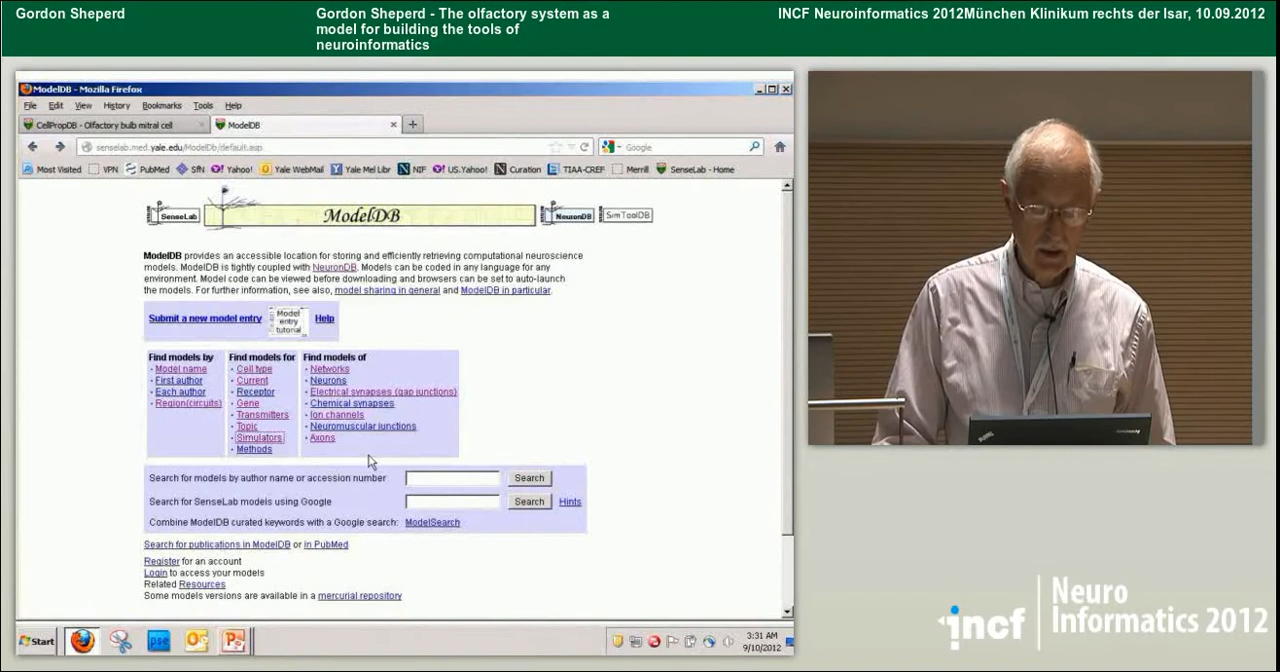 Gordon Sheperd
Gordon Sheperd - The olfactory system as a
model for building the tools of
neuroinformatics
INCF Neuroinformatics 2012München Klinikum rechts der Isar, 10.09.2012
ModelDB - Mozilla Firefox
File Edit View History Bookmarks Tools Help
CellPropDB - Olfactory bulb mitral cell
ModelDB
senselab.med.yale.edu/ModelDb/default.asp
Google
Most Visited VPN PubMed SfN Yahoo! Yale WebMail Yale Mel Libr NIF US.Yahoo! Curation TIAA-CREF Merrill SenseLab - Home
SenseLab ModelDB NeuronDB SimToolDB
ModelDB provides an accessible location for storing and efficiently retrieving computational neuroscience
models. ModelDB is tightly coupled with NeuronDB. Models can be coded in any language for any
environment. Model code can be viewed before downloading and browsers can be set to auto-launch
the models. For further information, see also, model sharing in general and ModelDB in particular.
Submit a new model entry
Model
entry
tutorial
Help
Find models by
· Model name
· First author
· Each author
· Region(circuits)
Find models for
· Cell type
· Current
· Receptor
· Gene
· Transmitters
· Topic
· Simulators
· Methods
Find models of
· Networks
· Neurons
· Electrical synapses (gap junctions)
· Chemical synapses
· Ion channels
· Neuromuscular junctions
· Axons
Search for models by author name or accession number Search
Search for SenseLab models using Google Search Hints
Combine ModelDB curated keywords with a Google search: ModelSearch
Search for publications in ModelDB or in PubMed
Register for an account
Login to access your models
Related Resources
Some models versions are available in a mercurial repository
Start
pse
3:31 AM
9/10/2012
incf
Neuro
Informatics 2012